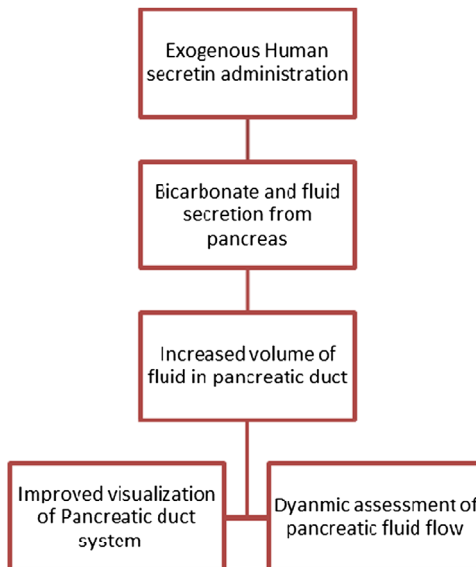 Exogenous Human
secretin administration
Bicarbonate and fluid
secretion from
pancreas
Increased volume of
fluid in pancreatic duct
Improved visualization
of Pancreatic duct
system
Dyanmic assessment of
pancreatic fluid flow